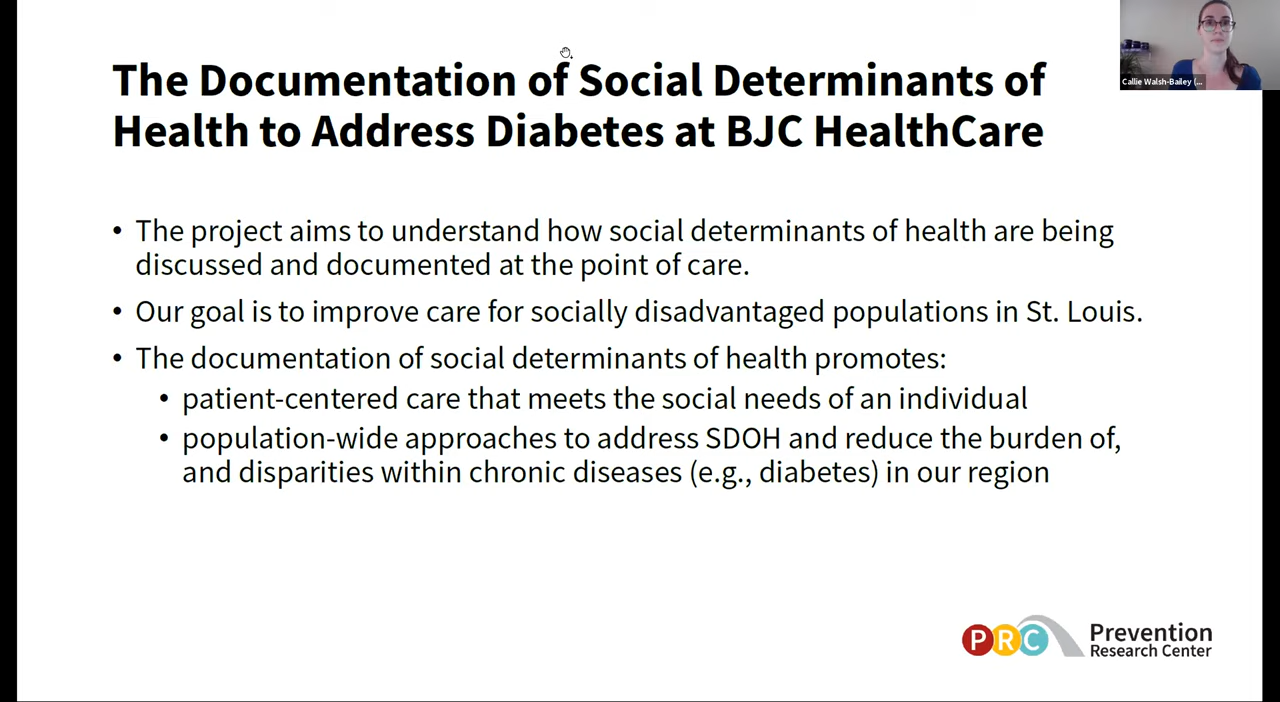 The Documentation of Social Determinants of
Health to Address Diabetes at BJC HealthCare
Callie Walsh-Bailey (...
• The project aims to understand how social determinants of health are being
discussed and documented at the point of care.
• Our goal is to improve care for socially disadvantaged populations in St. Louis.
• The documentation of social determinants of health promotes:
• patient-centered care that meets the social needs of an individual
• population-wide approaches to address SDOH and reduce the burden of,
and disparities within chronic diseases (e.g., diabetes) in our region
PRC Prevention
Research Center